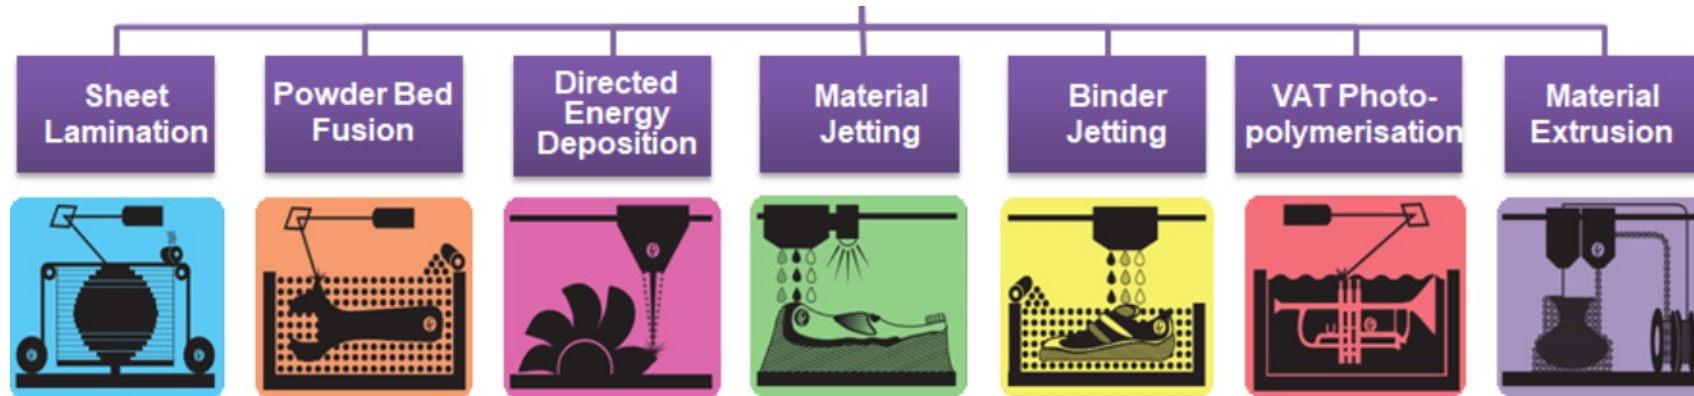 Sheet
Lamination
Powder Bed
Fusion
Directed
Energy
Deposition
Material
Jetting
Binder
Jetting
VAT Photo-
polymerisation
Material
Extrusion